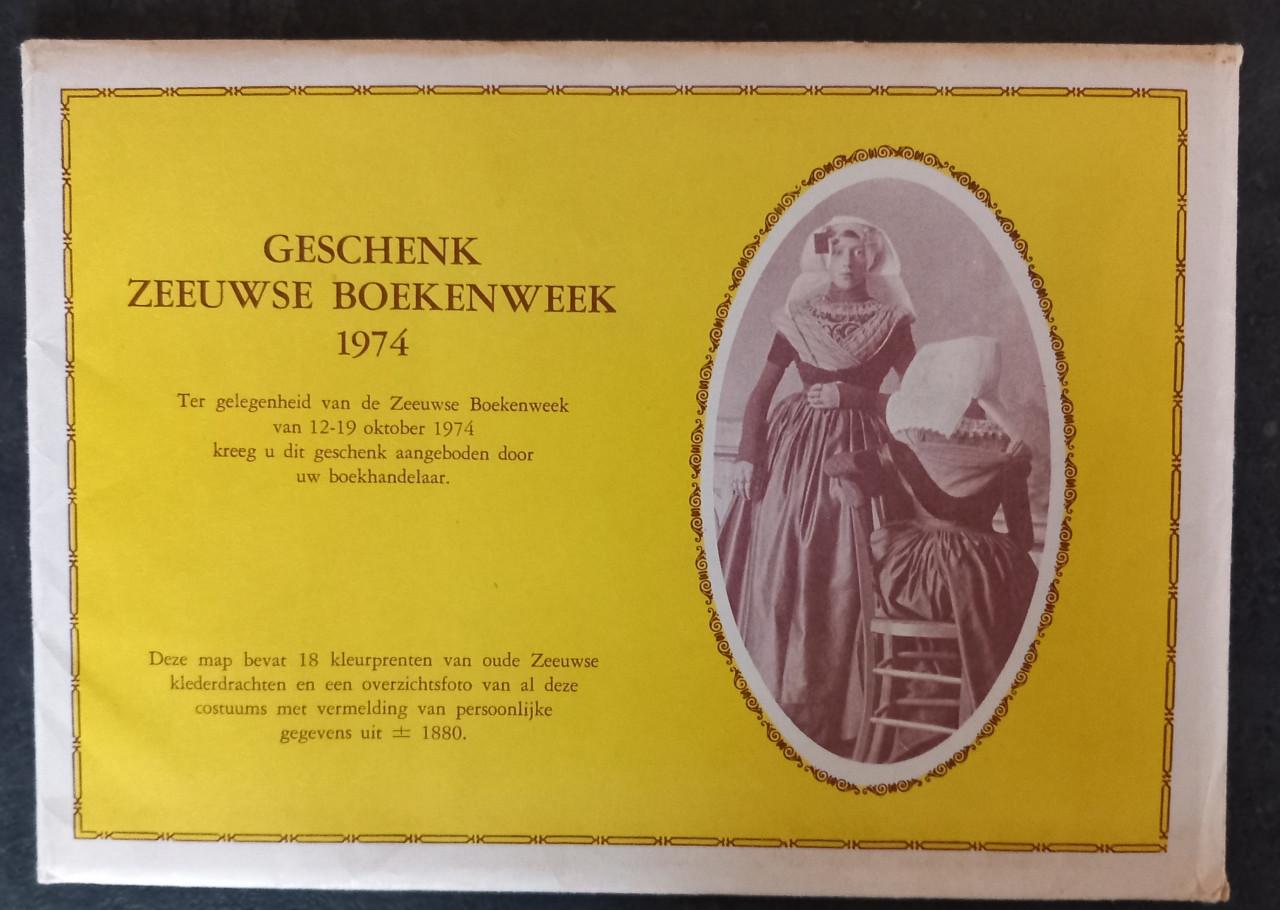 GESCHENK
ZEEUWSE BOEKENWEEK
1974
Ter gelegenheid van de Zeeuwse Boekenweek
van 12-19 oktober 1974
kreeg u dit geschenk aangeboden door
uw boekhandelaar.
Deze map bevat 18 kleurprenten van oude Zeeuwse
klederdrachten en een overzichtsfoto van al deze
costuums met vermelding van persoonlijke
gegevens uit ± 1880.